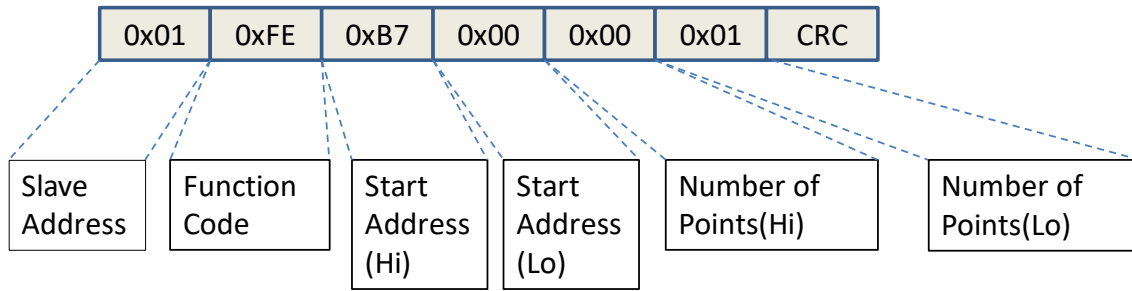 0x01 0xFE 0xB7 0x00 0x00 0x01 CRC
Slave
Address
Function
Code
Start
Address
(Hi)
Start
Address
(Lo)
Number of
Points(Hi)
Number of
Points(Lo)